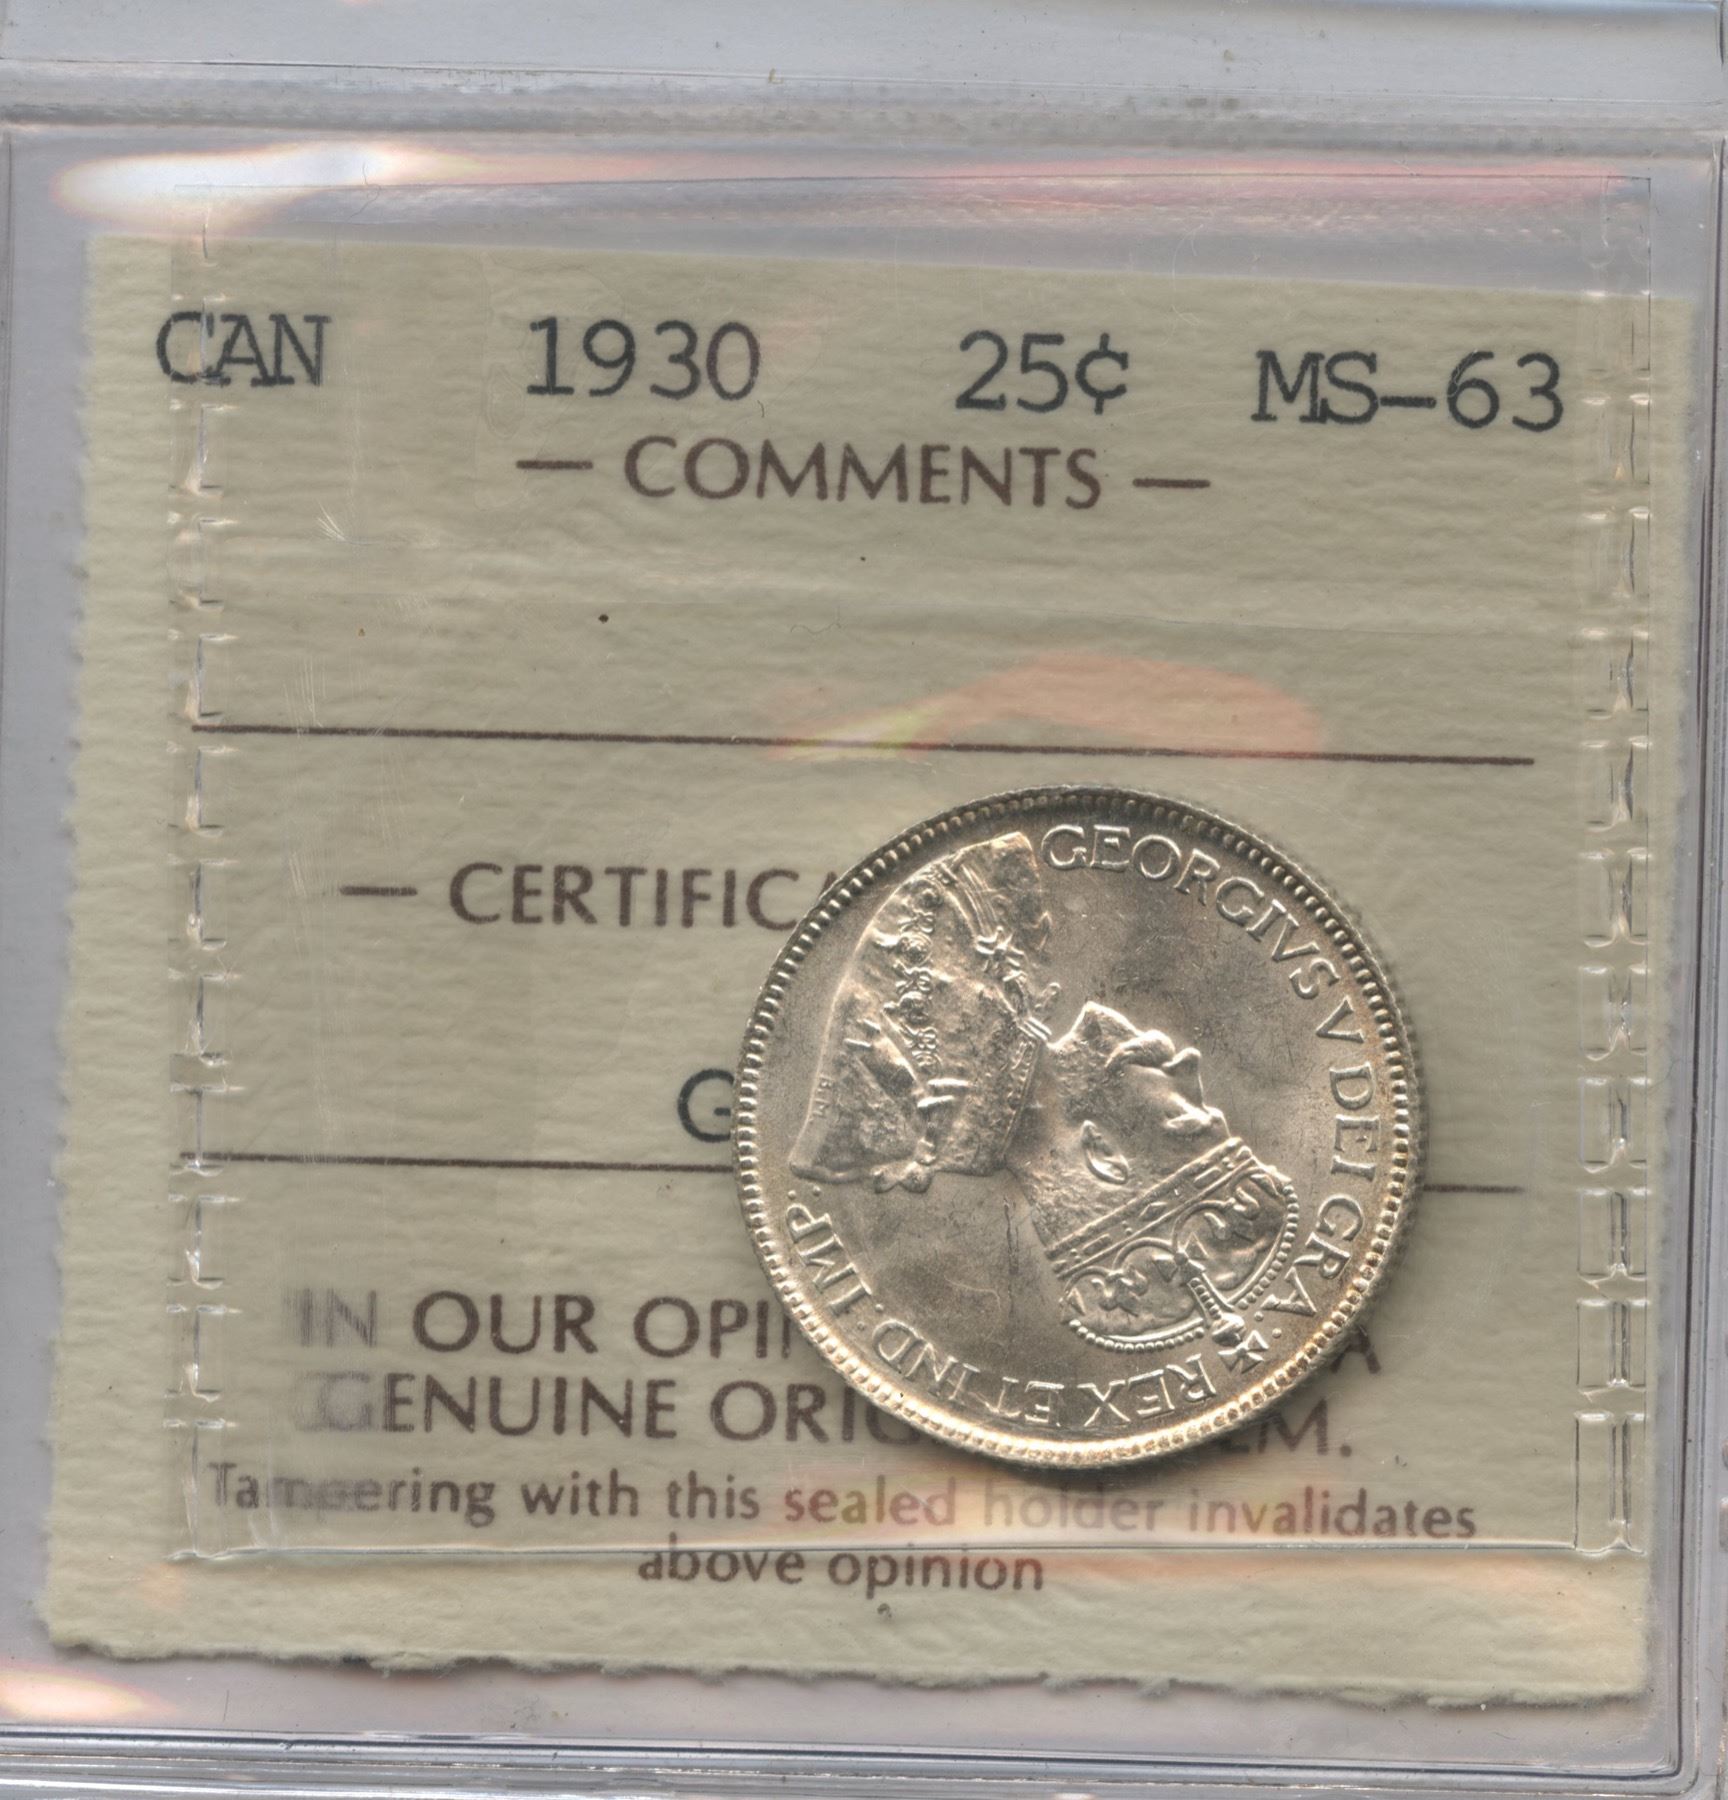 CAN 1930 25¢ MS-63
— COMMENTS —
— CERTIFICA
G
IN OUR OPI A
GENUINE ORIG EM.
Tampering with this sealed holder invalidates
above opinion
GEORGIVS V DEI GRA. REX ET IND. IMP.
B.M.